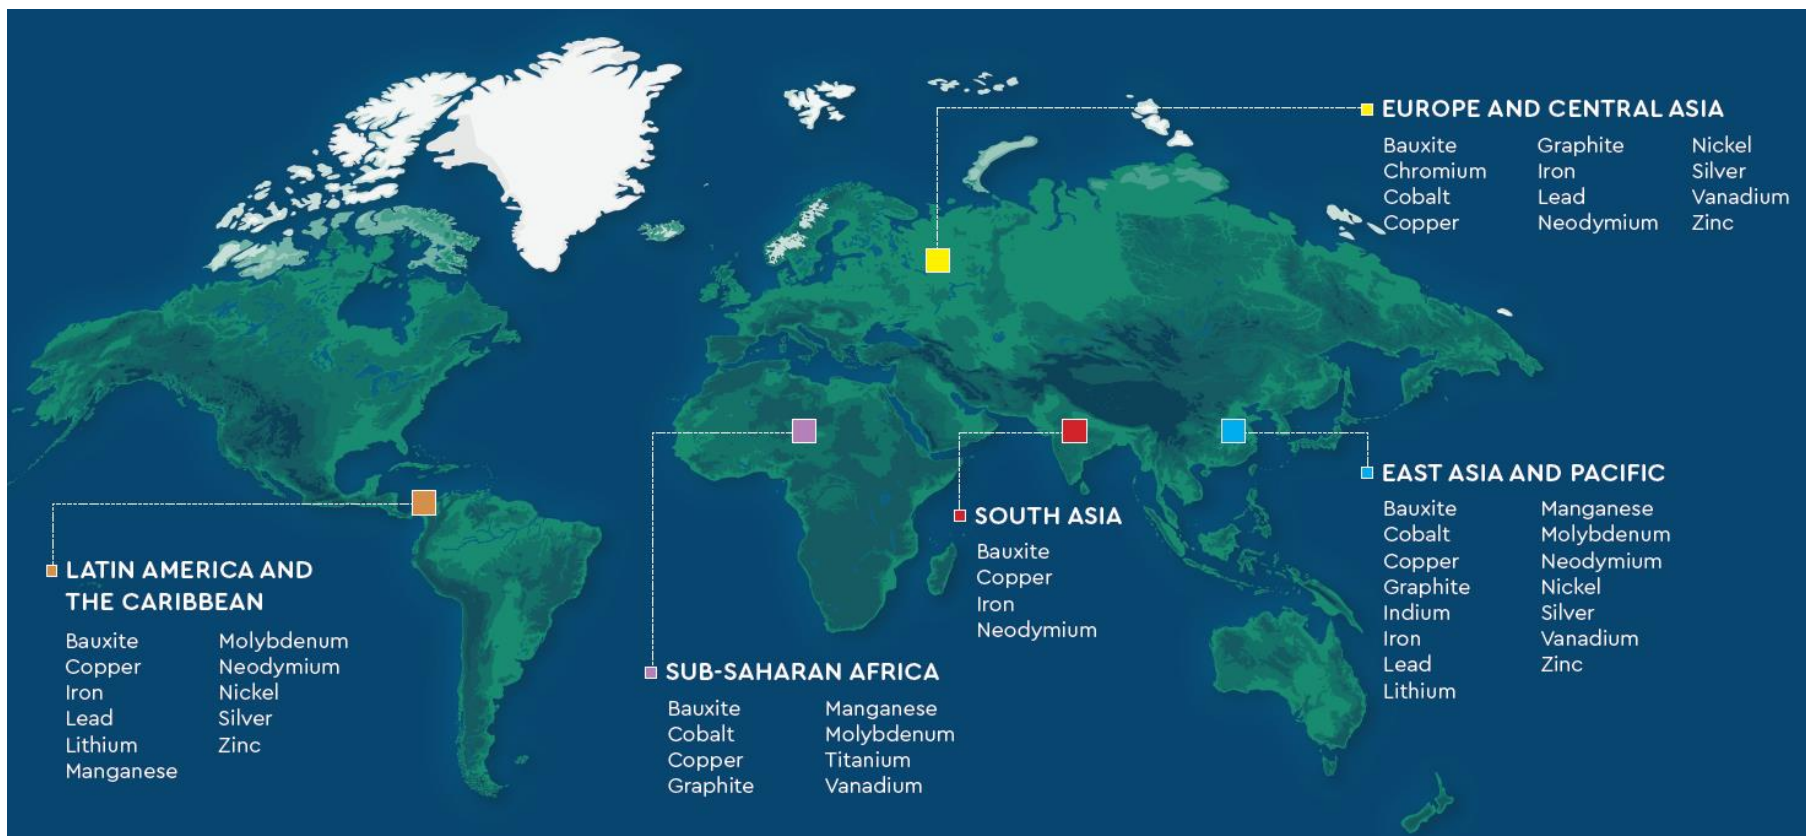 EUROPE AND CENTRAL ASIA
Bauxite Graphite Nickel
Chromium Iron Silver
Cobalt Lead Vanadium
Copper Neodymium Zinc
EAST ASIA AND PACIFIC
Bauxite Manganese
Cobalt Molybdenum
Copper Neodymium
Graphite Nickel
Indium Silver
Iron Vanadium
Lead Zinc
Lithium
SOUTH ASIA
Bauxite
Copper
Iron
Neodymium
LATIN AMERICA AND
THE CARIBBEAN
Bauxite Molybdenum
Copper Neodymium
Iron Nickel
Lead Silver
Lithium Zinc
Manganese
SUB-SAHARAN AFRICA
Bauxite Manganese
Cobalt Molybdenum
Copper Titanium
Graphite Vanadium